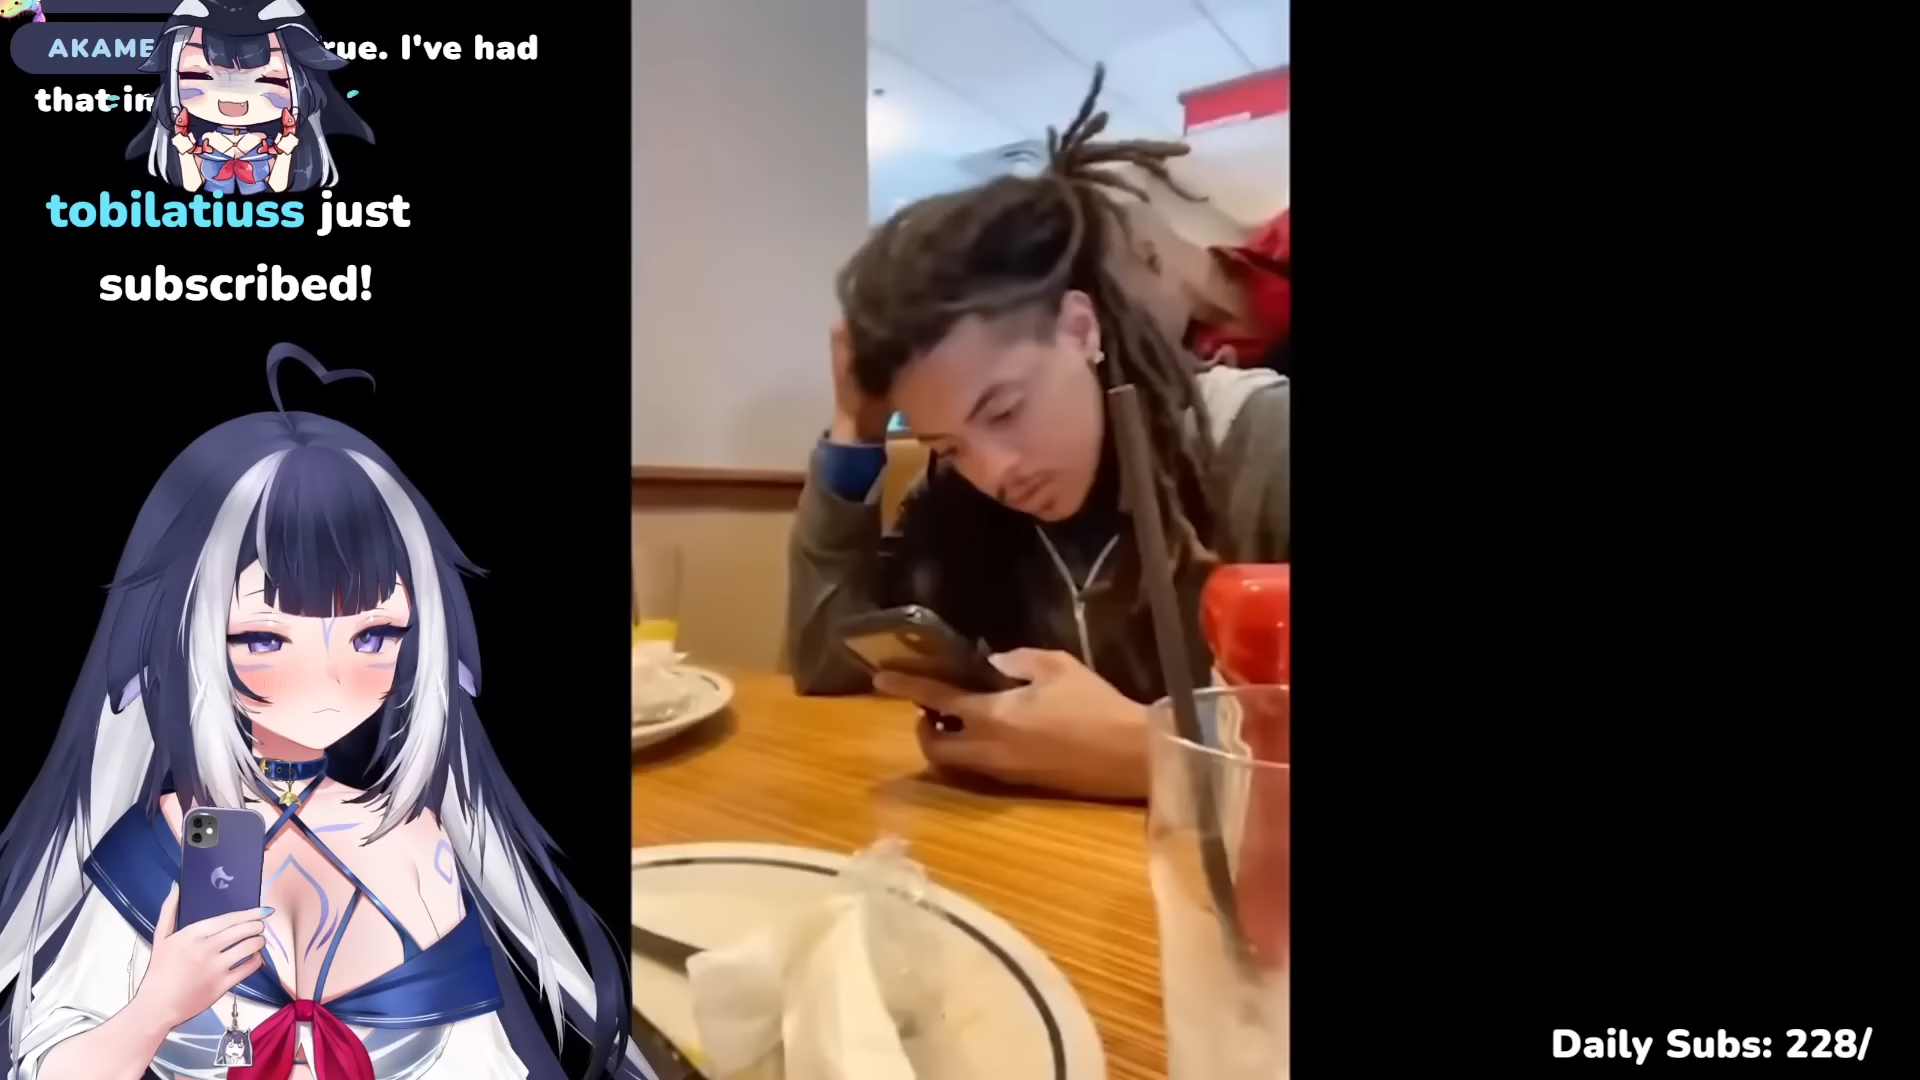 AKAME rue. I've had
that in
tobilatiuss just
subscribed!
Daily Subs: 228/